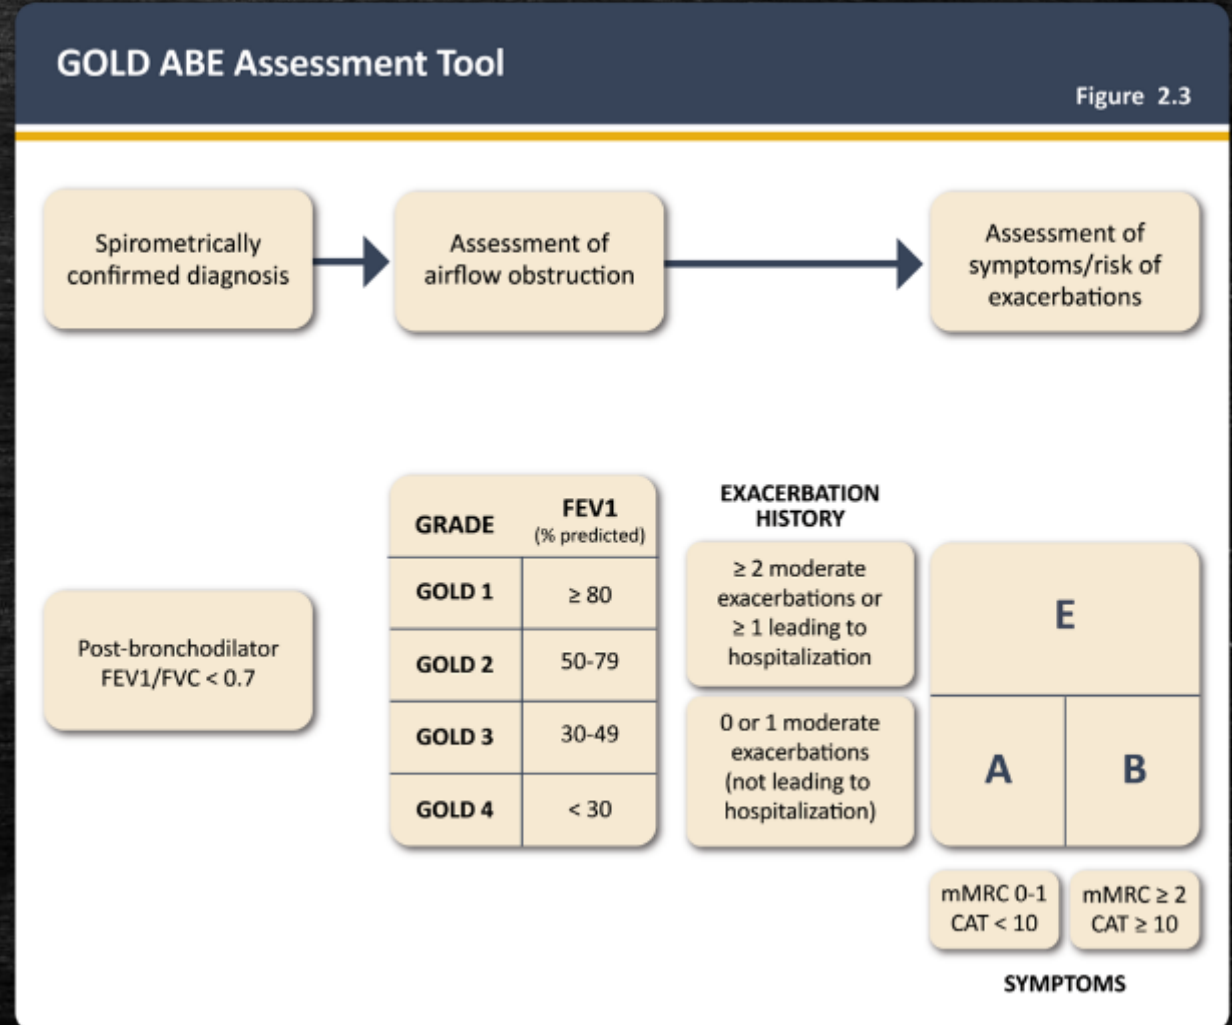 GOLD ABE Assessment Tool
Figure 2.3
Spirometrically
confirmed diagnosis
Assessment of
airflow obstruction
Assessment of
symptoms/risk of
exacerbations
Post-bronchodilator
FEV1/FVC < 0.7
GRADE
FEV1
(% predicted)
GOLD 1
≥ 80
GOLD 2
50-79
GOLD 3
30-49
GOLD 4
< 30
EXACERBATION
HISTORY
≥ 2 moderate
exacerbations or
≥ 1 leading to
hospitalization
0 or 1 moderate
exacerbations
(not leading to
hospitalization)
E
A
B
mMRC 0-1
CAT < 10
mMRC ≥ 2
CAT ≥ 10
SYMPTOMS